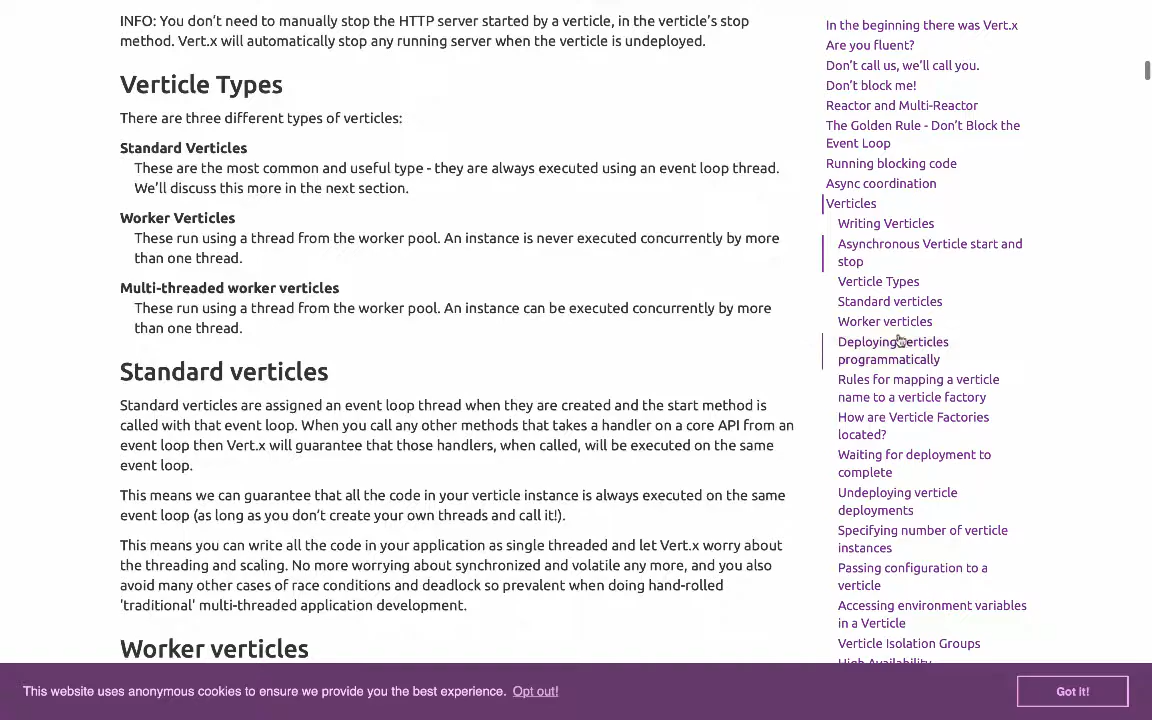 INFO: You don't need to manually stop the HTTP server started by a verticle, in the verticle's stop
method. Vert.x will automatically stop any running server when the verticle is undeployed.
Verticle Types
There are three different types of verticles:
Standard Verticles
These are the most common and useful type - they are always executed using an event loop thread.
We'll discuss this more in the next section.
Worker Verticles
These run using a thread from the worker pool. An instance is never executed concurrently by more
than one thread.
Multi-threaded worker verticles
These run using a thread from the worker pool. An instance can be executed concurrently by more
than one thread.
Standard verticles
Standard verticles are assigned an event loop thread when they are created and the start method is
called with that event loop. When you call any other methods that takes a handler on a core API from an
event loop then Vert.x will guarantee that those handlers, when called, will be executed on the same
event loop.
This means we can guarantee that all the code in your verticle instance is always executed on the same
event loop (as long as you don't create your own threads and call it!).
This means you can write all the code in your application as single threaded and let Vert.x worry about
the threading and scaling. No more worrying about synchronized and volatile any more, and you also
avoid many other cases of race conditions and deadlock so prevalent when doing hand-rolled
'traditional' multi-threaded application development.
Worker verticles
In the beginning there was Vert.x
Are you fluent?
Don't call us, we'll call you.
Don't block me!
Reactor and Multi-Reactor
The Golden Rule - Don't Block the
Event Loop
Running blocking code
Async coordination
Verticles
Writing Verticles
Asynchronous Verticle start and
stop
Verticle Types
Standard verticles
Worker verticles
Deploying verticles
programmatically
Rules for mapping a verticle
name to a verticle factory
How are Verticle Factories
located?
Waiting for deployment to
complete
Undeploying verticle
deployments
Specifying number of verticle
instances
Passing configuration to a
verticle
Accessing environment variables
in a Verticle
Verticle Isolation Groups
High Availability
This website uses anonymous cookies to ensure we provide you the best experience. Opt out!
Got it!